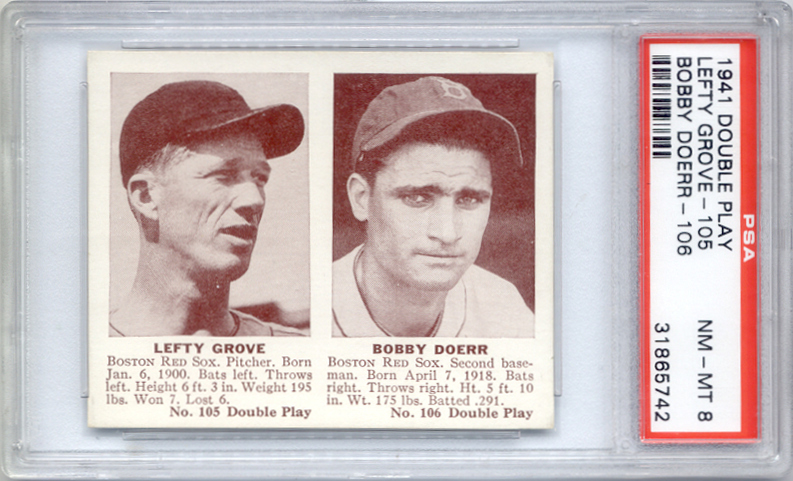 LEFTY GROVE
BOSTON RED SOX. Pitcher. Born
Jan. 6, 1900. Bats left. Throws
left. Height 6 ft. 3 in. Weight 195
lbs. Won 7. Lost 6.
No. 105 Double Play
BOBBY DOERR
BOSTON RED SOX. Second base-
man. Born April 7, 1918. Bats
right. Throws right. Ht. 5 ft. 10
in. Wt. 175 lbs. Batted .291.
No. 106 Double Play
PSA
1941 DOUBLE PLAY
LEFTY GROVE-105
BOBBY DOERR-106
NM-MT 8
31865742
B